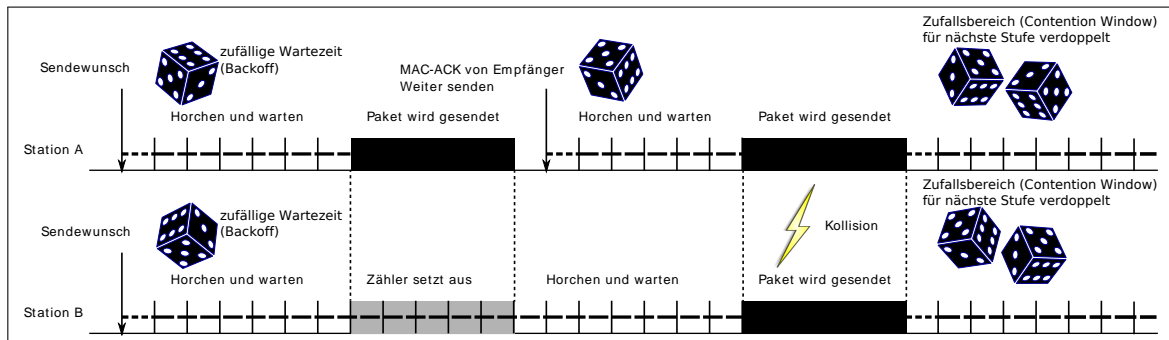 zufällige Wartezeit
(Backoff)
Sendewunsch
MAC-ACK von Empfänger
Weiter senden
Zufallsbereich (Contention Window)
für nächste Stufe verdoppelt
Horchen und warten
Paket wird gesendet
Horchen und warten
Paket wird gesendet
Station A
zufällige Wartezeit
(Backoff)
Sendewunsch
Kollision
Zufallsbereich (Contention Window)
für nächste Stufe verdoppelt
Horchen und warten
Zähler setzt aus
Horchen und warten
Paket wird gesendet
Station B